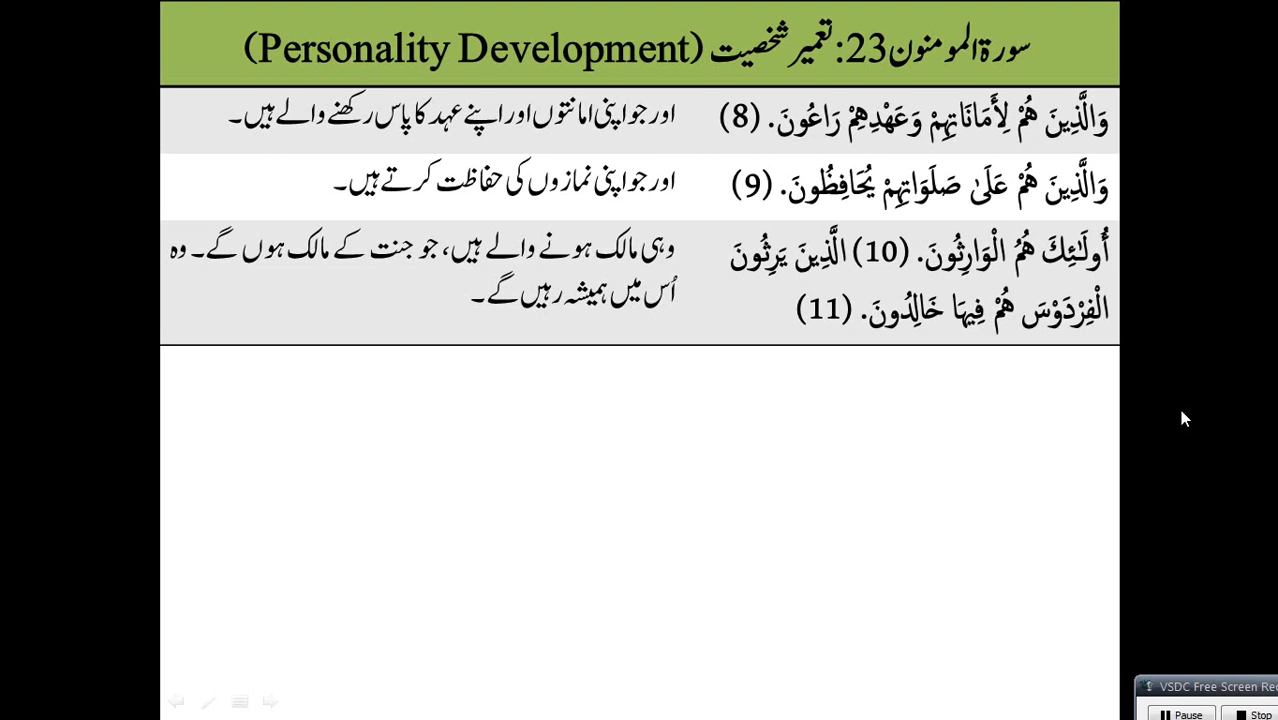 سورۃ المومنون 23: تعمیر شخصیت (Personality Development)
وَالَّذِينَ هُمْ لِأَمَانَاتِهِمْ وَعَهْدِهِمْ رَاعُونَ. (8)
اور جو اپنی امانتوں اور اپنے عہد کا پاس رکھنے والے ہیں۔
وَالَّذِينَ هُمْ عَلَىٰ صَلَوَاتِهِمْ يُحَافِظُونَ. (9)
اور جو اپنی نمازوں کی حفاظت کرتے ہیں۔
أُولَٰئِكَ هُمُ الْوَارِثُونَ. (10) الَّذِينَ يَرِثُونَ
الْفِرْدَوْسَ هُمْ فِيهَا خَالِدُونَ. (11)
وہی مالک ہونے والے ہیں، جو جنت کے مالک ہوں گے۔ وہ
اُس میں ہمیشہ رہیں گے۔
VSDC Free Screen Rec
Pause
Stop